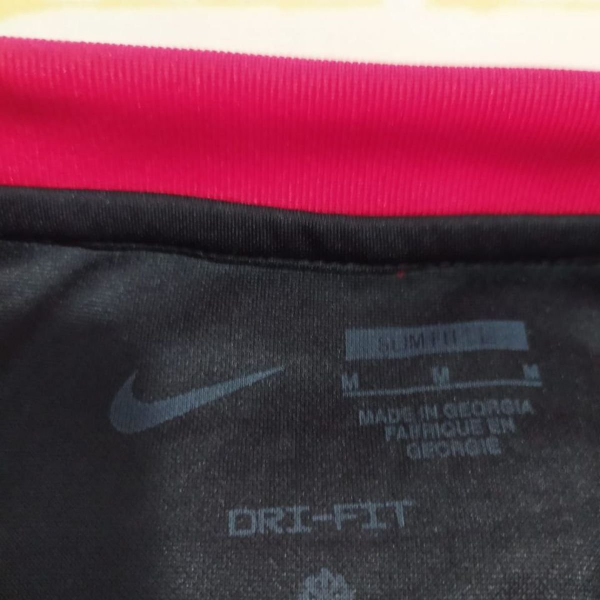 SLIM FIT
M M M
MADE IN GEORGIA
FABRIQUE EN
GEORGIE
DRI-FIT